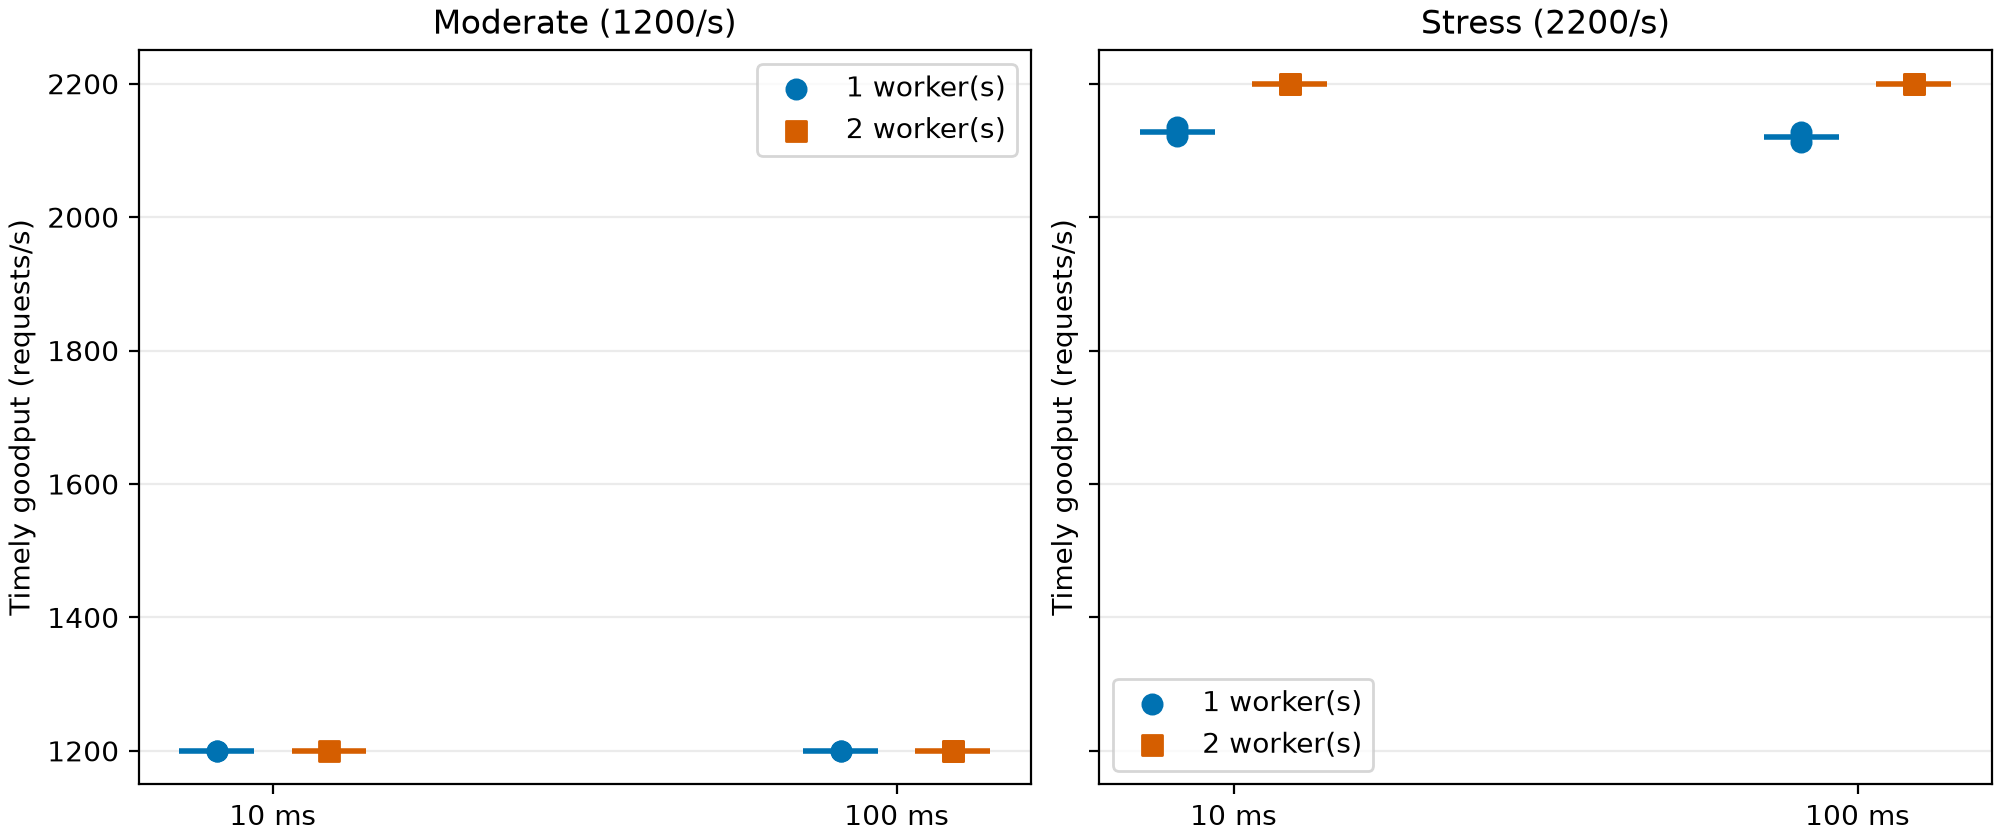 Moderate (1200/s)
Timely goodput (requests/s)
2200
2000
1800
1600
1400
1200
1 worker(s)
2 worker(s)
10 ms
100 ms
Stress (2200/s)
Timely goodput (requests/s)
1 worker(s)
2 worker(s)
10 ms
100 ms